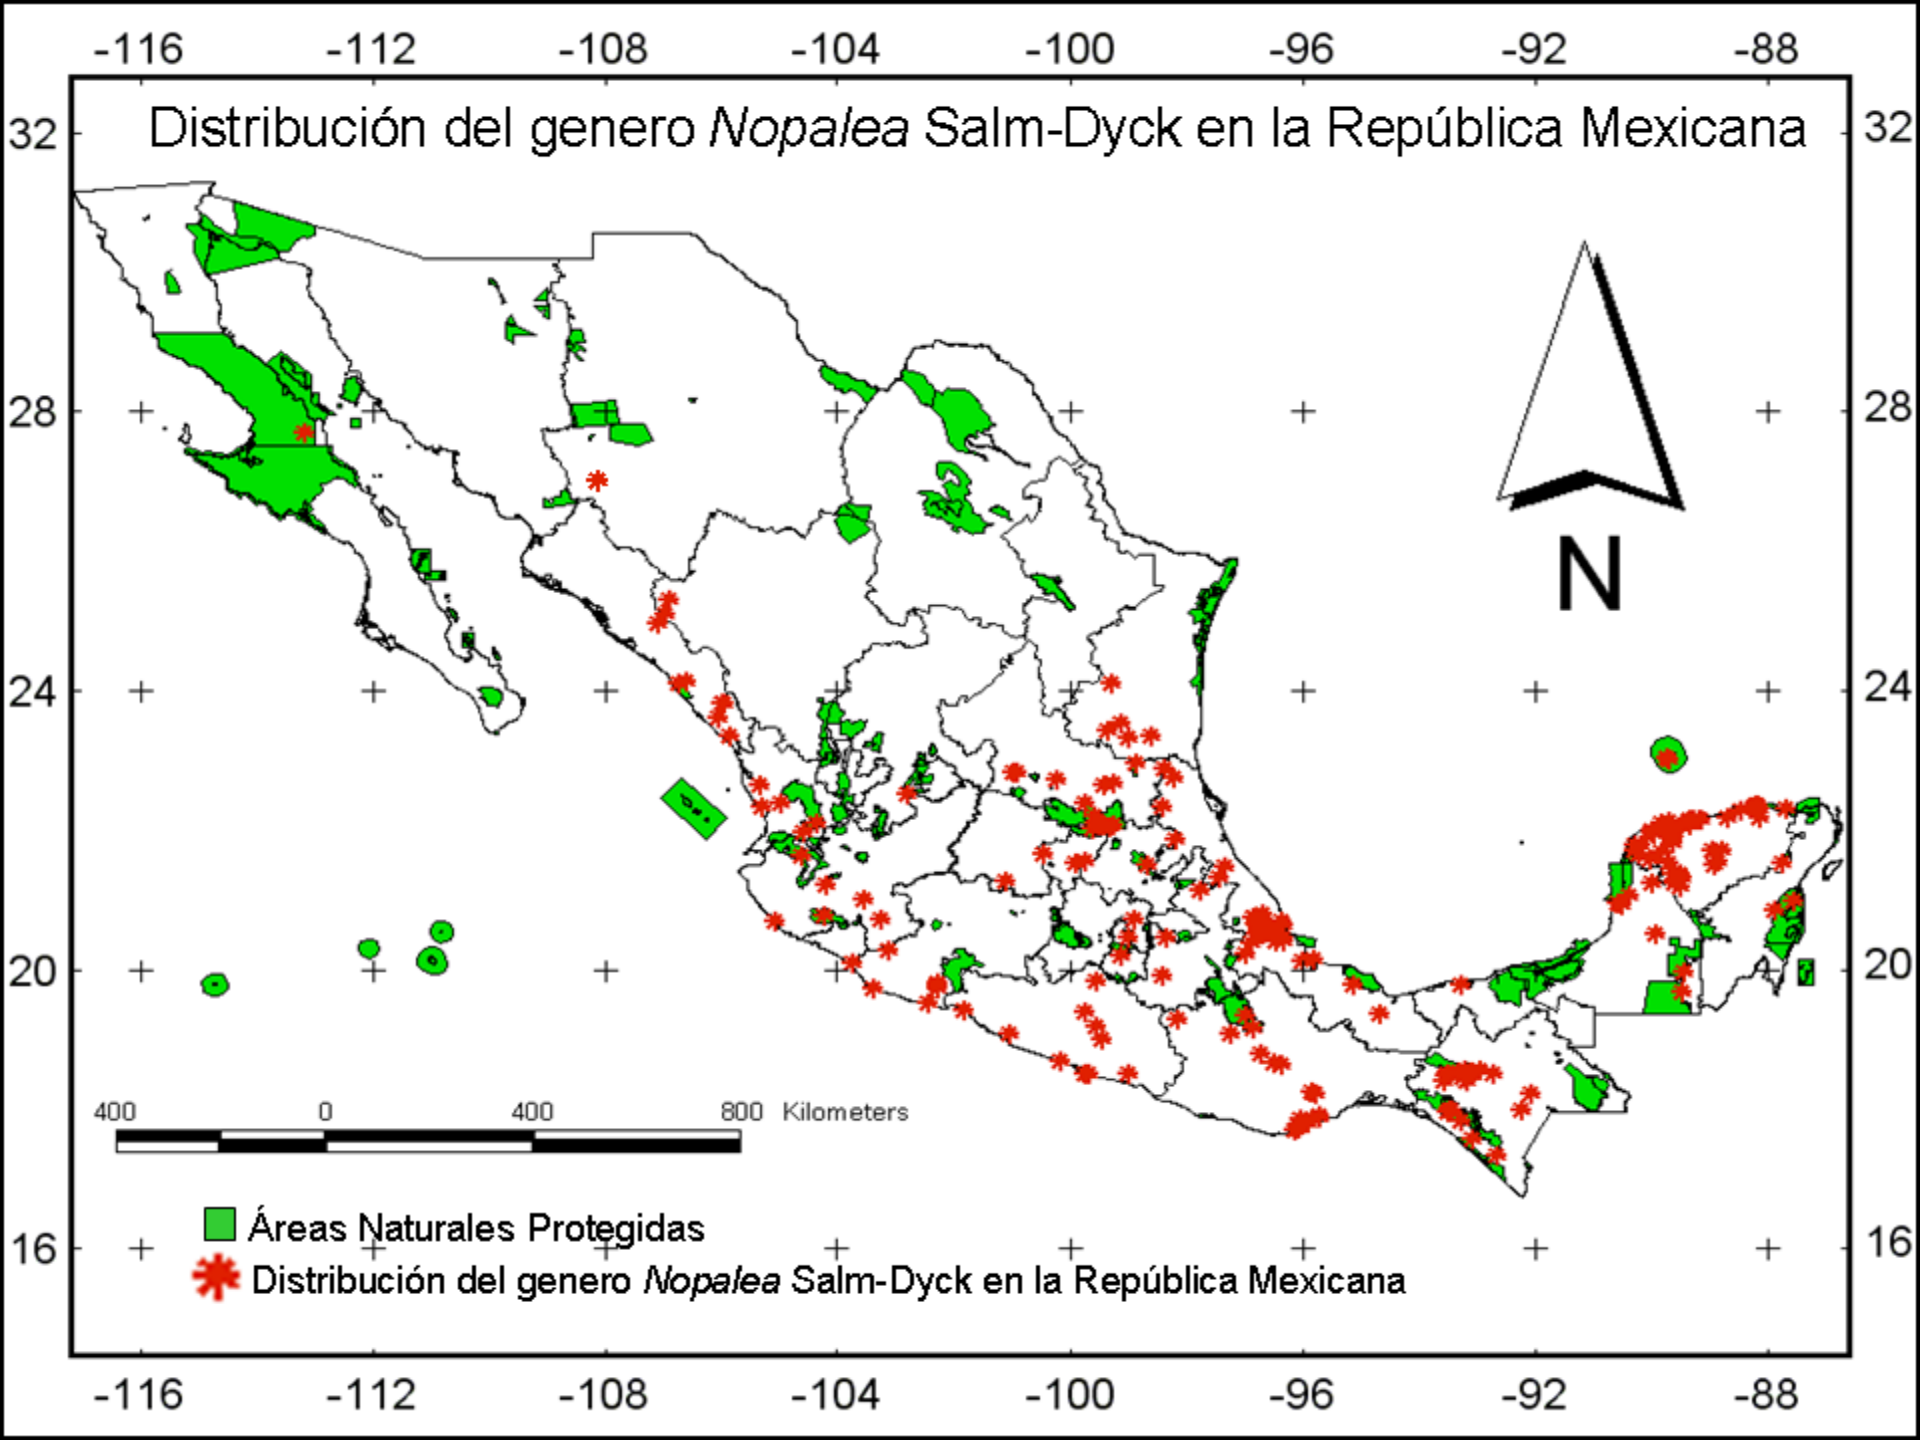 -116 -112 -108 -104 -100 -96 -92 -88
Distribución del genero Nopalea Salm-Dyck en la República Mexicana
32 32
28 28
N
24 24
20 20
400 0 400 800 Kilometers
Áreas Naturales Protegidas
16 16
Distribución del genero Nopalea Salm-Dyck en la República Mexicana
-116 -112 -108 -104 -100 -96 -92 -88